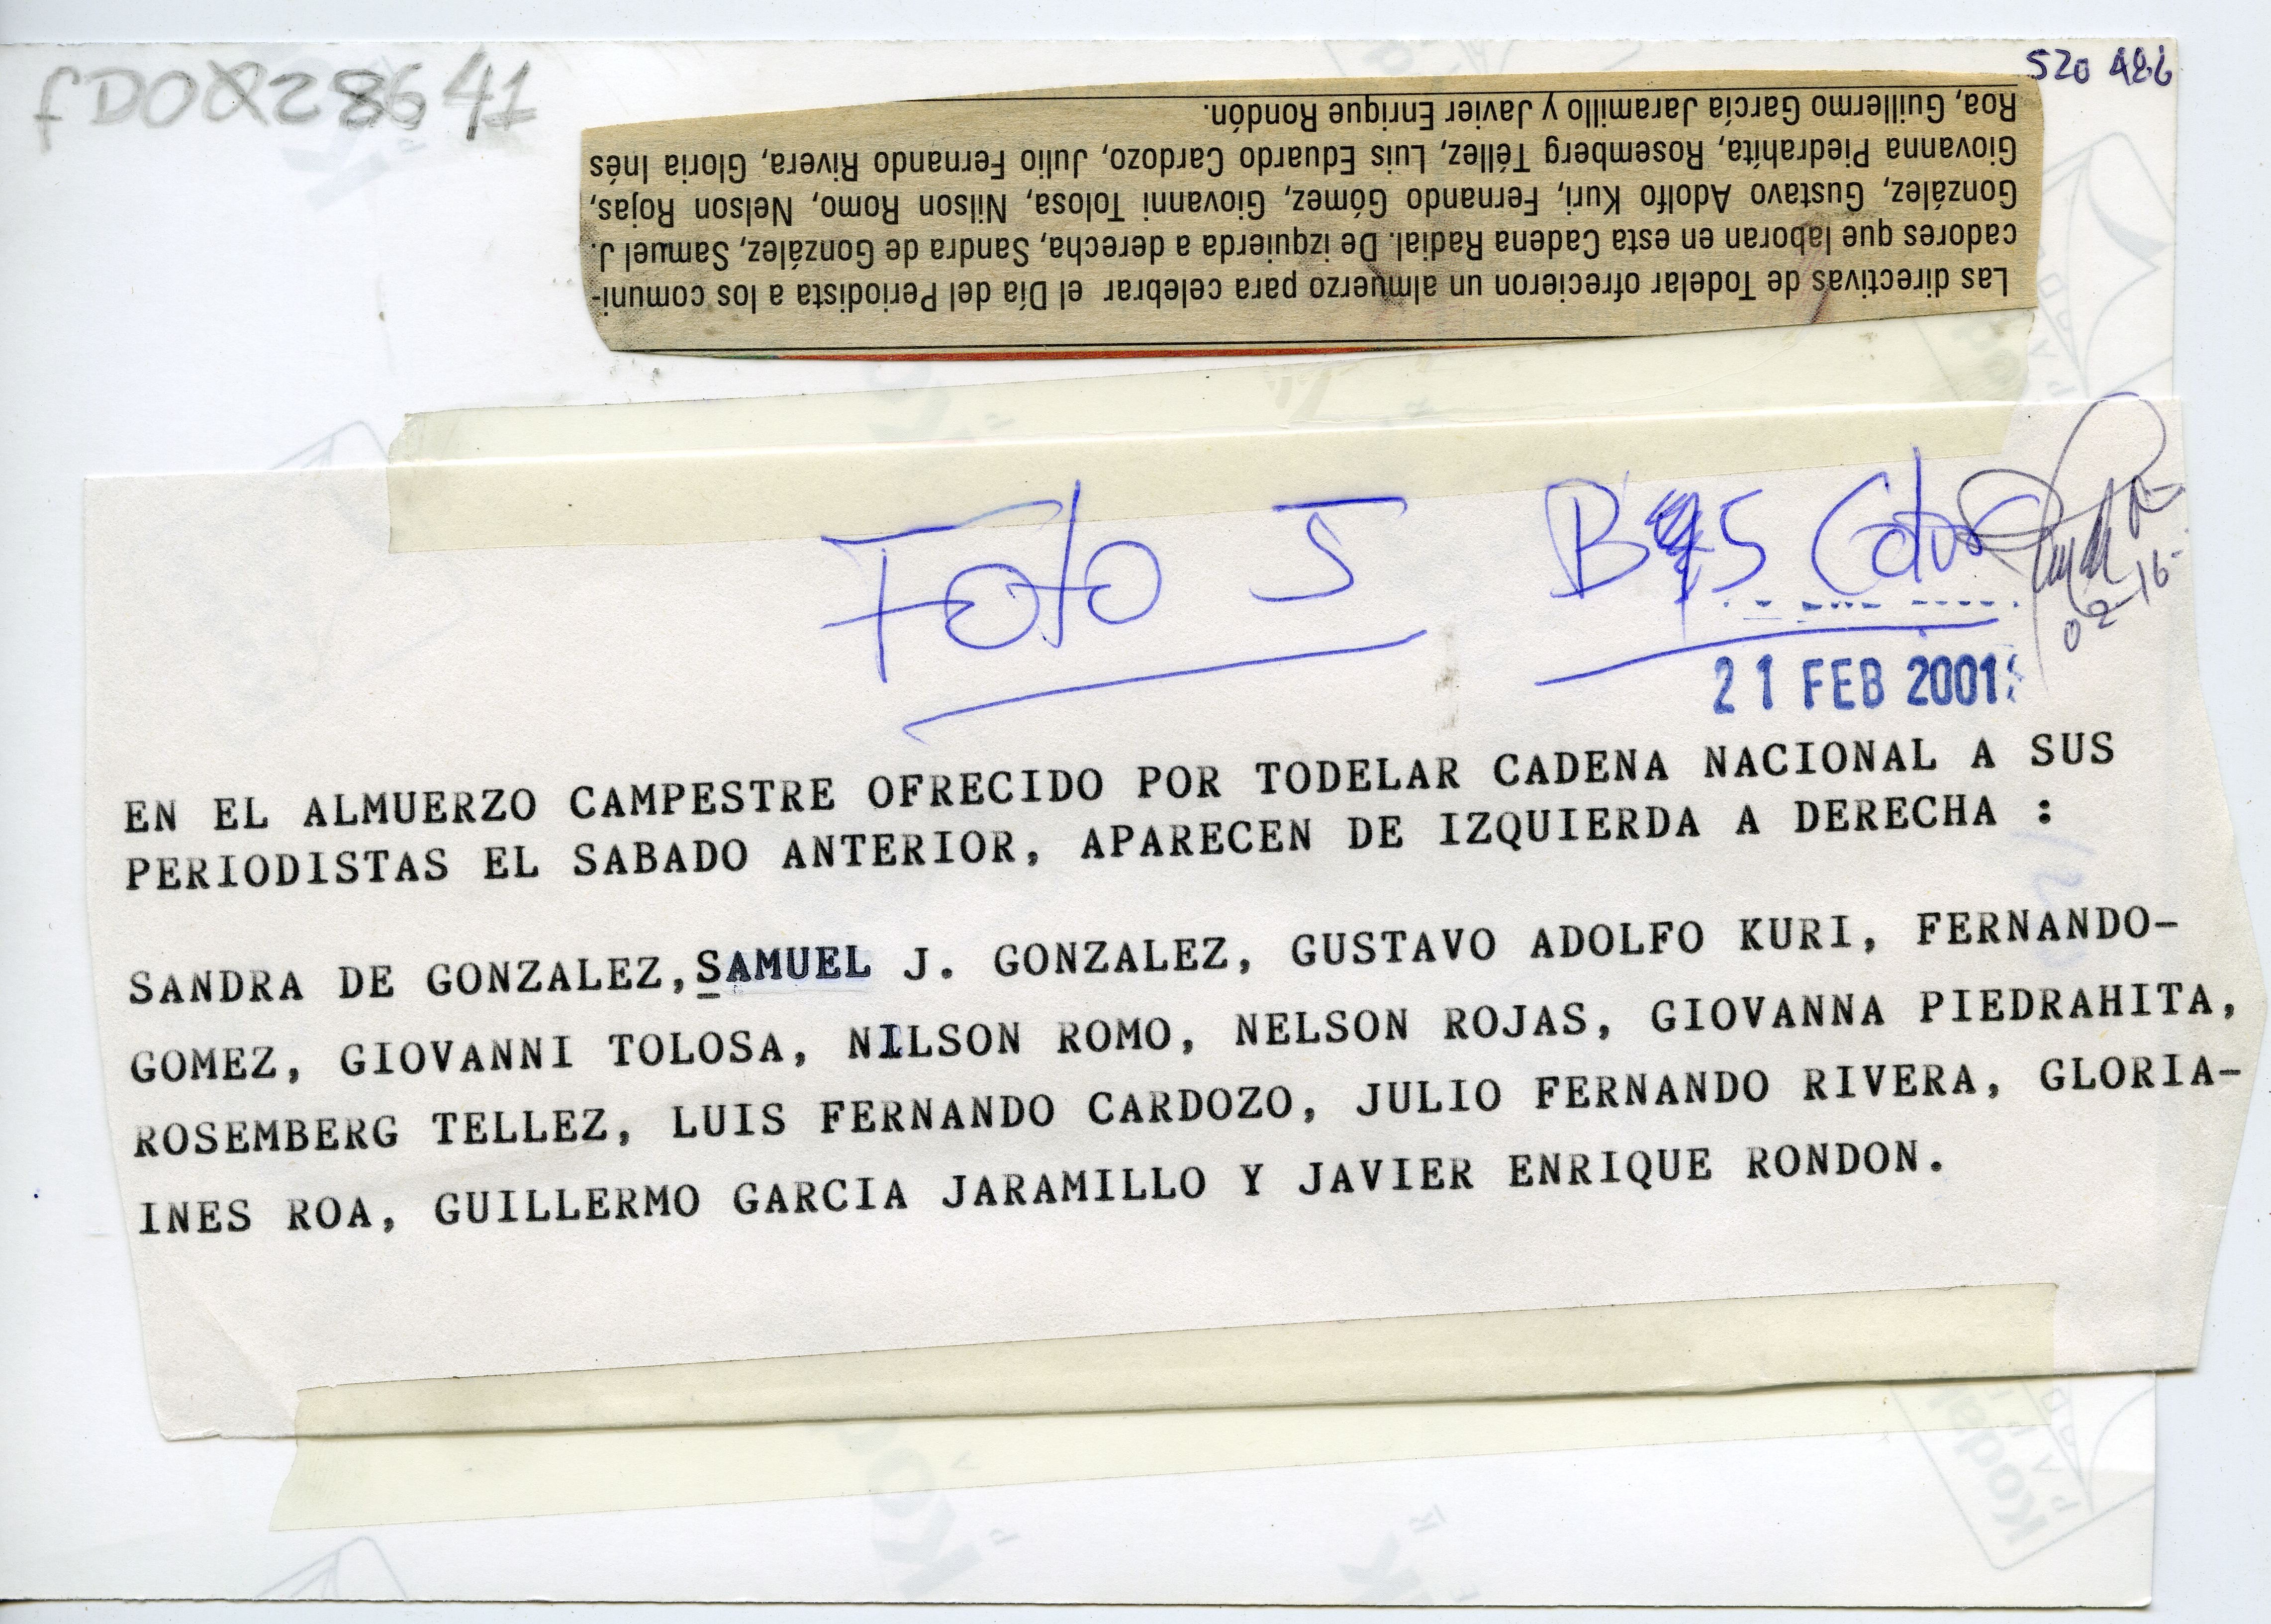 520 486
Las directivas de Todelar ofrecieron un almuerzo para celebrar el Día del Periodista a los comuni-
cadores que laboran en esta Cadena Radial. De izquierda a derecha, Sandra de González, Samuel J.
González, Gustavo Adolfo Kuri, Fernando Gómez, Giovanni Tolosa, Nilson Romo, Nelson Rojas,
Giovanna Piedrahíta, Rosemberg Téllez, Luis Eduardo Cardozo, Julio Fernando Rivera, Gloria Inés
Roa, Guillermo García Jaramillo y Javier Enrique Rondón.
Foto 5
02-16-
21 FEB 2001
EN EL ALMUERZO CAMPESTRE OFRECIDO POR TODELAR CADENA NACIONAL A SUS
PERIODISTAS EL SABADO ANTERIOR, APARECEN DE IZQUIERDA A DERECHA :
SANDRA DE GONZALEZ, SAMUEL J. GONZALEZ, GUSTAVO ADOLFO KURI, FERNANDO-
GOMEZ, GIOVANNI TOLOSA, NILSON ROMO, NELSON ROJAS, GIOVANNA PIEDRAHITA,
ROSEMBERG TELLEZ, LUIS FERNANDO CARDOZO, JULIO FERNANDO RIVERA, GLORIA-
INES ROA, GUILLERMO GARCIA JARAMILLO Y JAVIER ENRIQUE RONDON.
Kodak